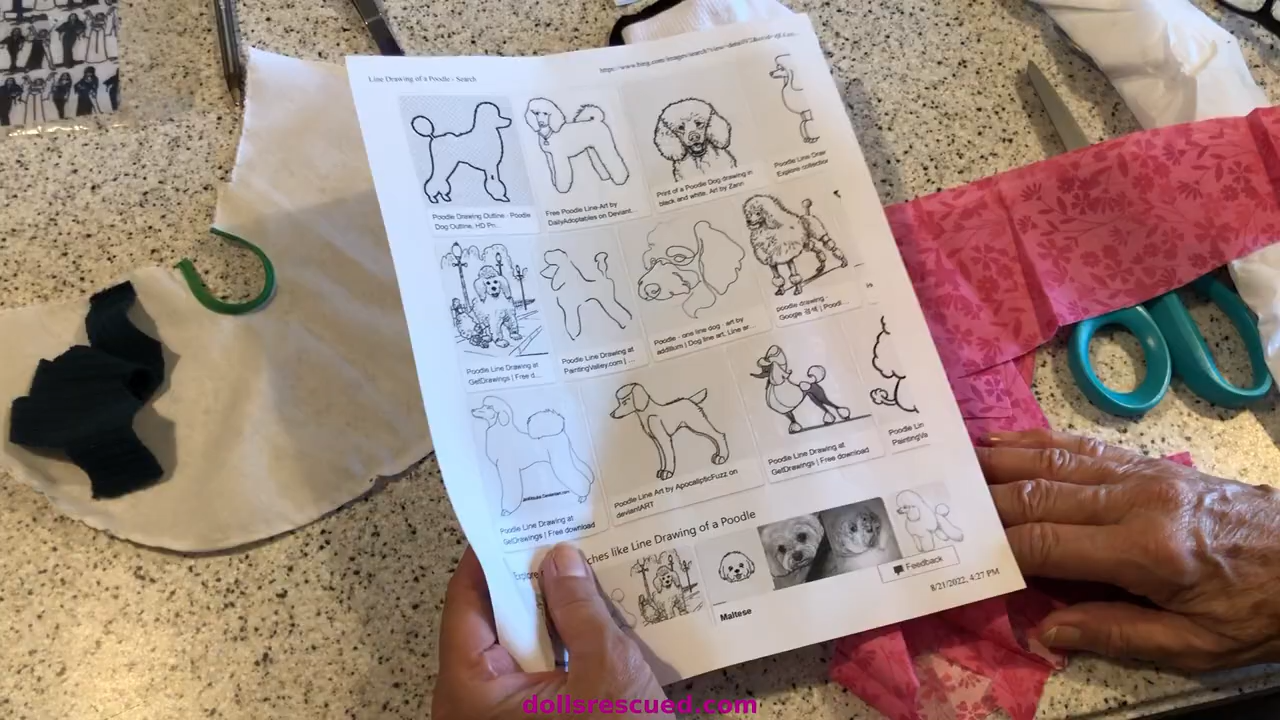 Line Drawing of a Poodle - Search
Poodle Drawing Outline - Poodle
Dog Outline, HD Pn...
Free Poodle Line-Art by
DailyAdoptables on Deviant...
Print of a Poodle Dog drawing in
black and white. Art by Zann
Poodle Line Draw
Explore collection
Poodle Line Drawing at
GetDrawings | Free d...
Poodle Line Drawing at
PaintingValley.com | ...
Poodle - one line dog - art by
addillum | Dog line art, Line ar...
poodle drawing -
Google 검색 | Poodl...
Poodle Line Drawing at
GetDrawings | Free download
Poodle Line Art by ApocalipticFuzz on
deviantART
Poodle Line Drawing at
GetDrawings | Free download
Poodle Lin
PaintingVa
Explore
ches like Line Drawing of a Poodle
Maltese
Feedback
8/21/2022, 4:27 PM
dollsrescued.com